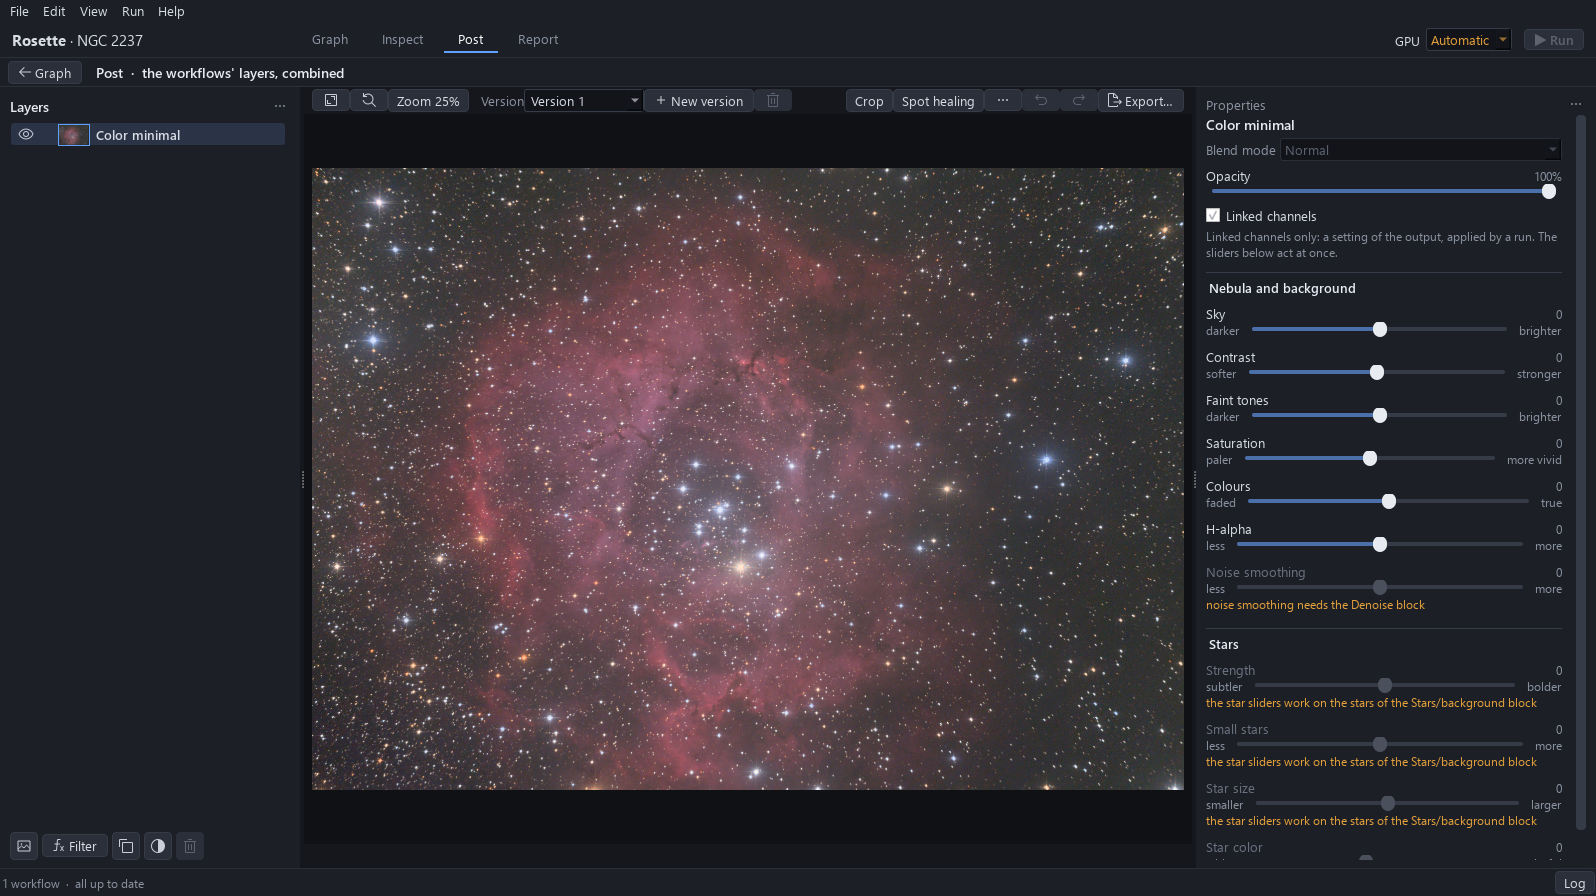 File Edit View Run Help
Rosette · NGC 2237
Graph Inspect Post Report
GPU Automatic Run
Graph
Post · the workflows' layers, combined
Layers
Color minimal
Zoom 25%
Version
Version 1
New version
Crop
Spot healing
Export...
Properties
Color minimal
Blend mode Normal
Opacity 100%
Linked channels
Linked channels only: a setting of the output, applied by a run. The
sliders below act at once.
Nebula and background
Sky 0
darker brighter
Contrast 0
softer stronger
Faint tones 0
darker brighter
Saturation 0
paler more vivid
Colours 0
faded true
H-alpha 0
less more
Noise smoothing 0
less more
noise smoothing needs the Denoise block
Stars
Strength 0
subtler bolder
the star sliders work on the stars of the Stars/background block
Small stars 0
less more
the star sliders work on the stars of the Stars/background block
Star size 0
smaller larger
the star sliders work on the stars of the Stars/background block
Star color 0
fx Filter
1 workflow · all up to date
Log